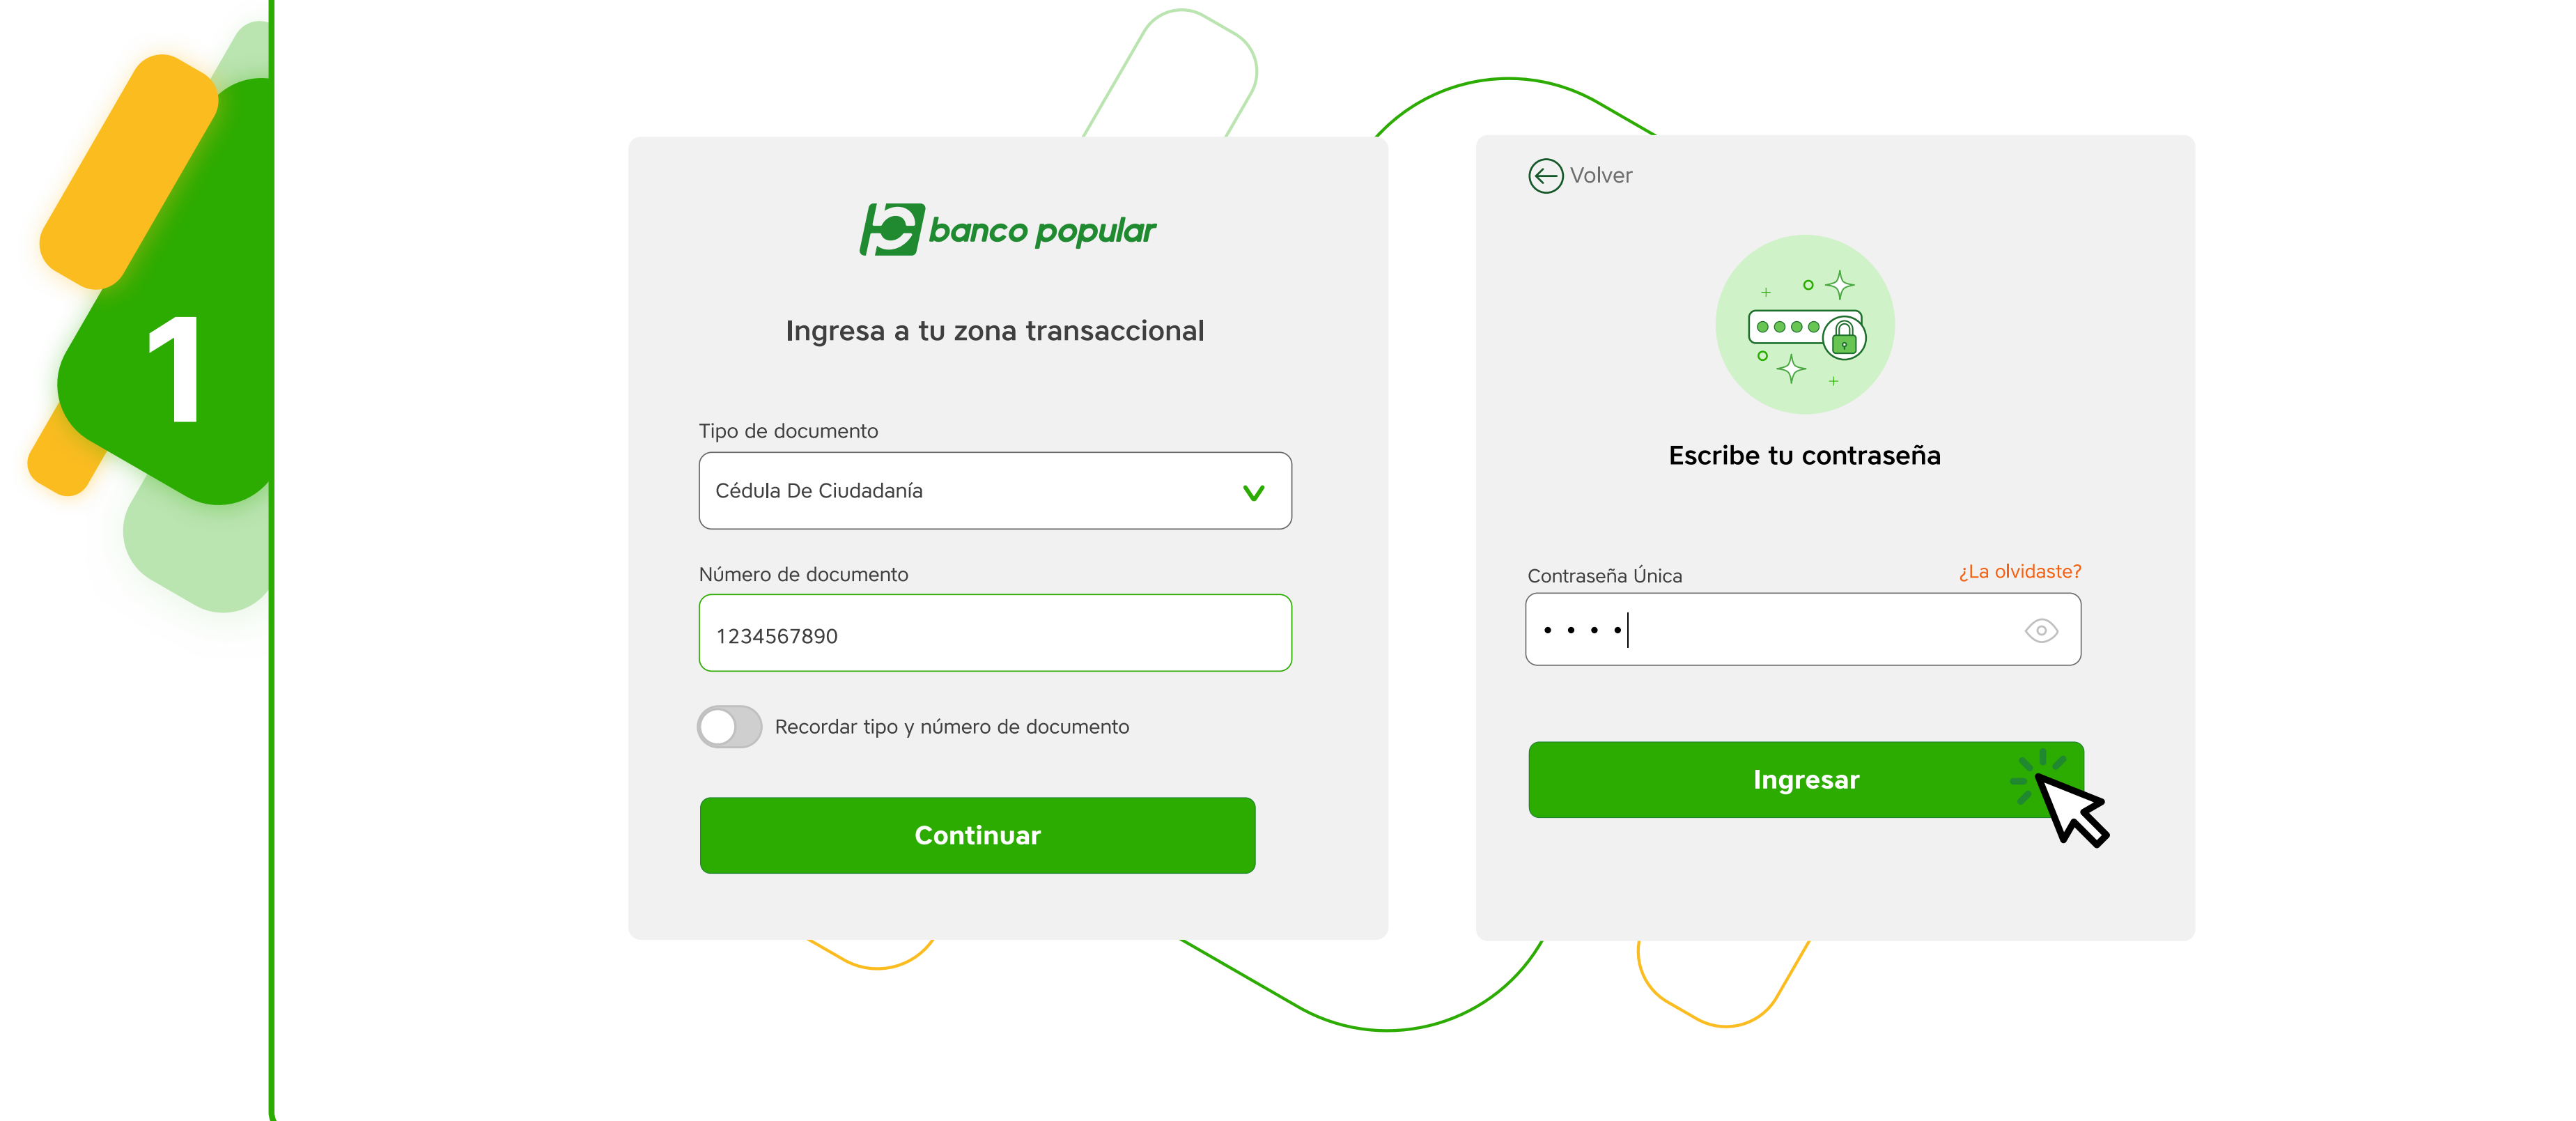 1
banco popular
Ingresa a tu zona transaccional
Tipo de documento
Cédula De Ciudadanía
Número de documento
1234567890
Recordar tipo y número de documento
Continuar
Volver
Escribe tu contraseña
Contraseña Única
¿La olvidaste?
Ingresar